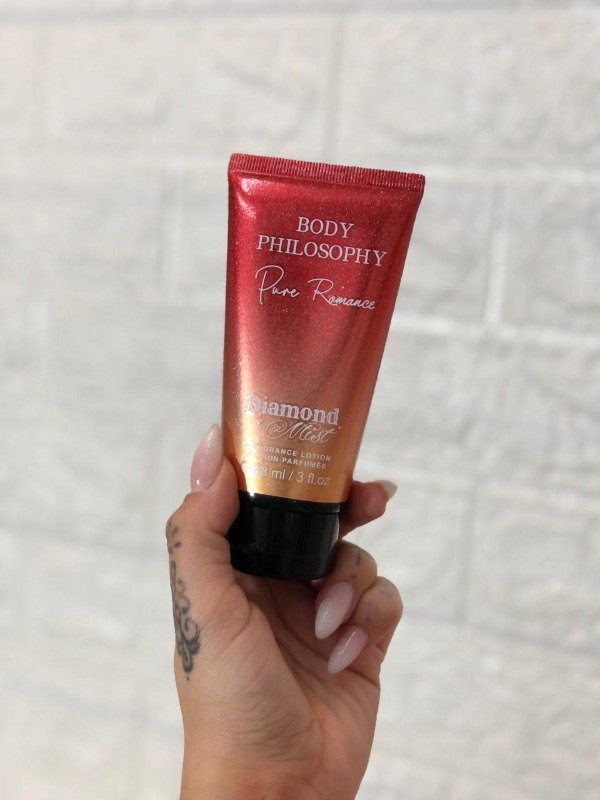 BODY
PHILOSOPHY
Pure Romance
Diamond
Mist
FRAGRANCE LOTION
LOTION PARFUMÉE
ml / 3 fl.oz